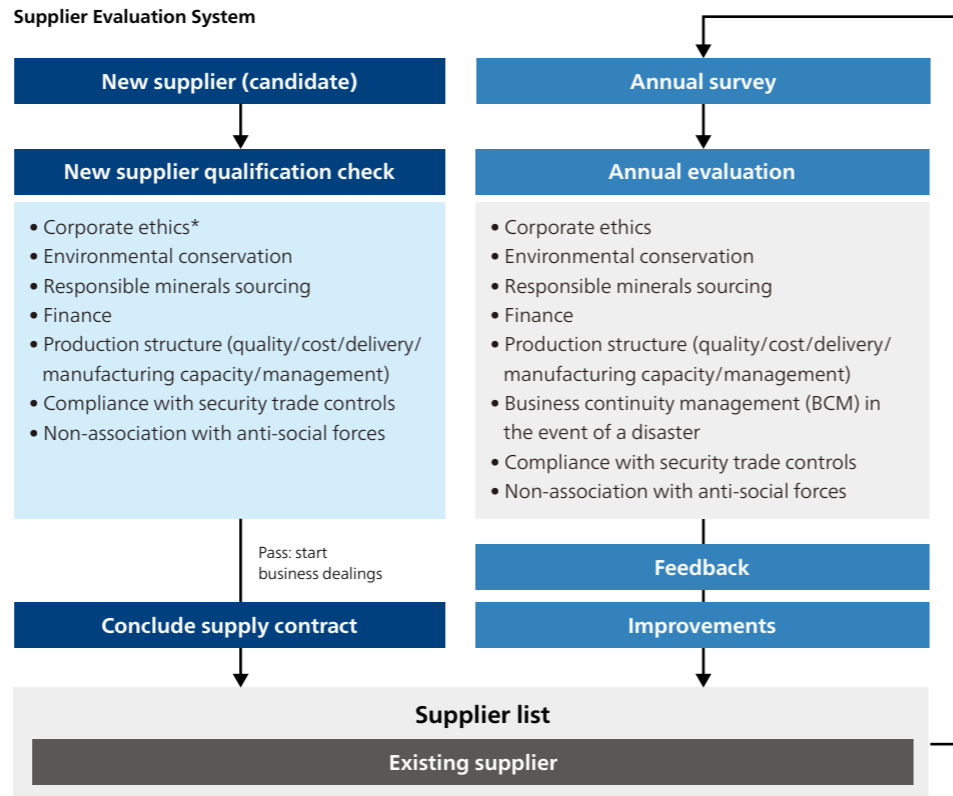 Supplier Evaluation System
New supplier (candidate)
New supplier qualification check
• Corporate ethics*
• Environmental conservation
• Responsible minerals sourcing
• Finance
• Production structure (quality/cost/delivery/
manufacturing capacity/management)
• Compliance with security trade controls
• Non-association with anti-social forces
Pass: start
business dealings
Conclude supply contract
Annual survey
Annual evaluation
• Corporate ethics
• Environmental conservation
• Responsible minerals sourcing
• Finance
• Production structure (quality/cost/delivery/
manufacturing capacity/management)
• Business continuity management (BCM) in
the event of a disaster
• Compliance with security trade controls
• Non-association with anti-social forces
Feedback
Improvements
Supplier list
Existing supplier